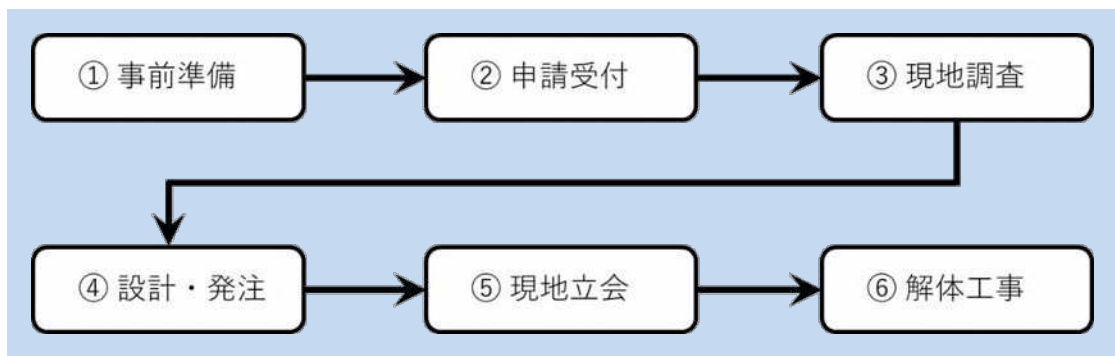 ① 事前準備
② 申請受付
③ 現地調査
④ 設計・発注
⑤ 現地立会
⑥ 解体工事